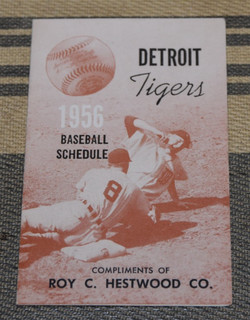 DETROIT
Tigers
1956
BASEBALL
SCHEDULE
8
COMPLIMENTS OF
ROY C. HESTWOOD CO.